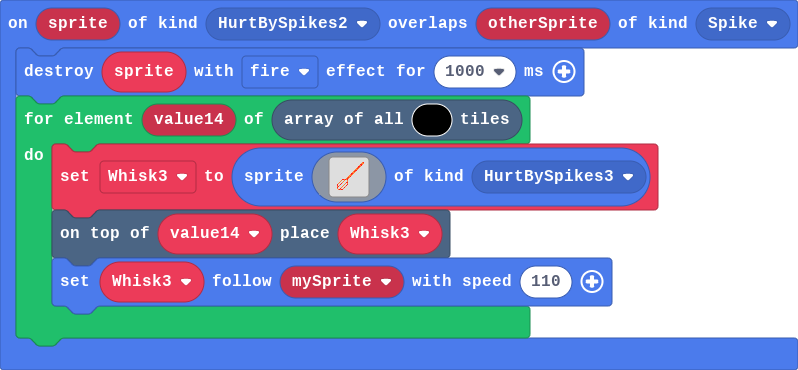 on sprite of kind HurtBySpikes2 overlaps otherSprite of kind Spike
destroy sprite with fire effect for 1000 ms
for element value14 of array of all tiles
do
set Whisk3 to sprite of kind HurtBySpikes3
on top of value14 place Whisk3
set Whisk3 follow mySprite with speed 110